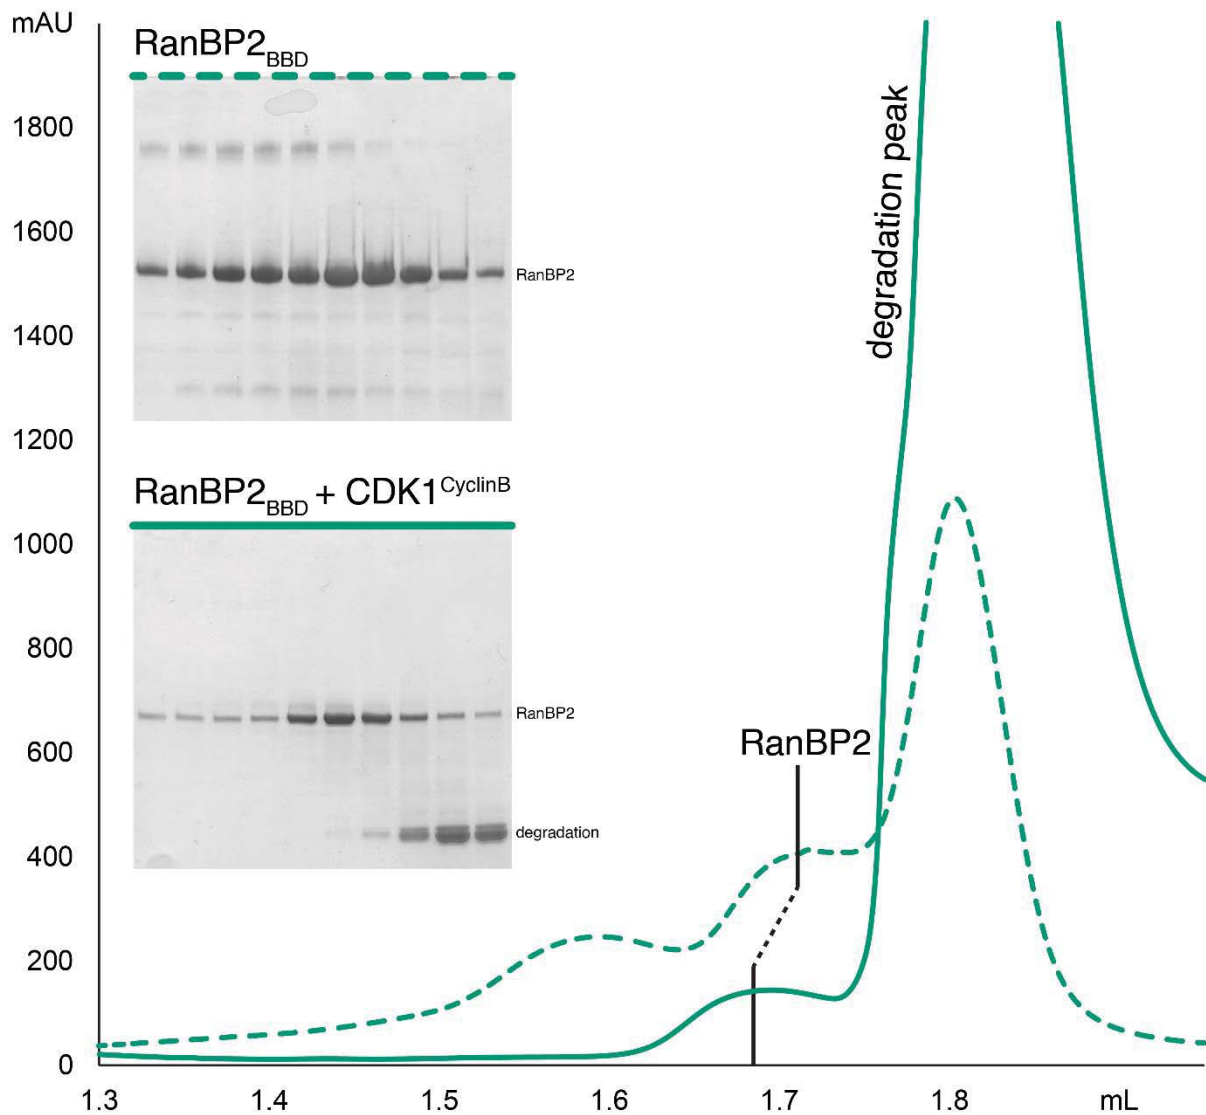 mAU
1800
1600
1400
1200
1000
800
600
400
200
0
1.3
1.4
1.5
1.6
1.7
1.8
mL
RanBP2BBD
RanBP2
RanBP2BBD + CDK1CyclinB
RanBP2
degradation
degradation peak
RanBP2